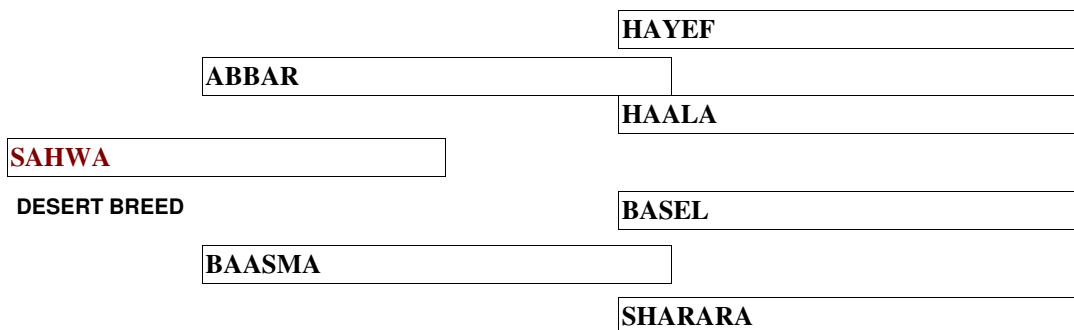 HAYEF
ABBAR
HAALA
SAHWA
DESERT BREED
BASEL
BAASMA
SHARARA